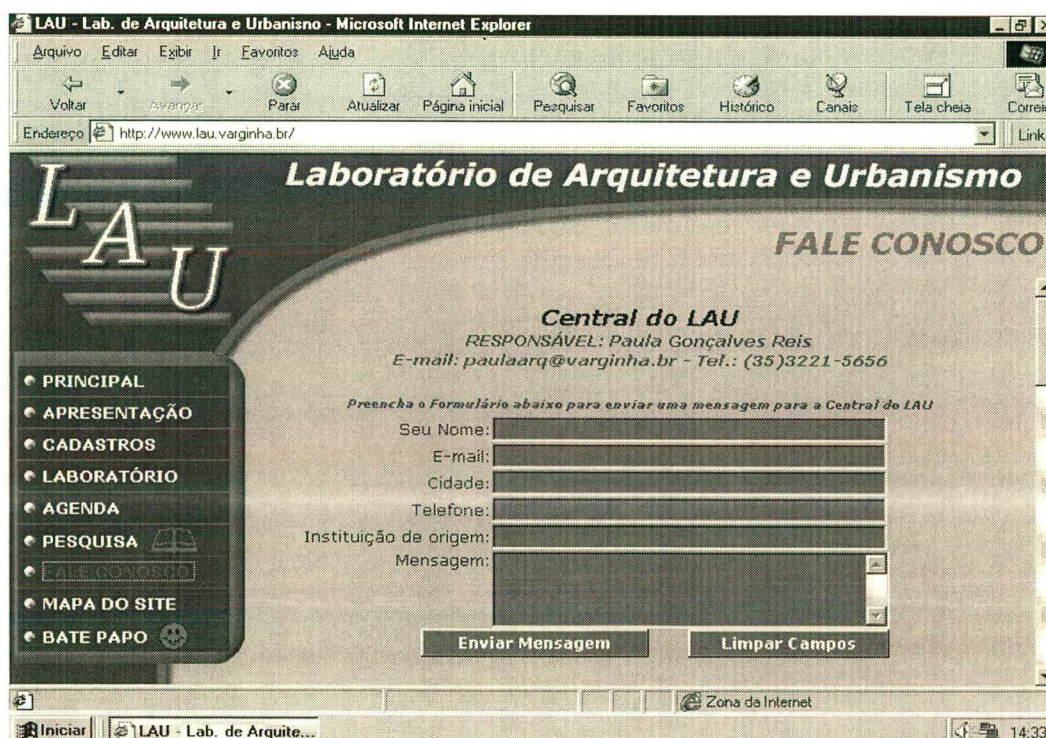 LAU - Lab. de Arquitetura e Urbanisno - Microsoft Internet Explorer
Arquivo Editar Exibir Ir Favoritos Ajuda
Voltar Avançar Parar Atualizar Página inicial Pesquisar Favoritos Histórico Canais Tela cheia Correio
Endereço http://www.lau.varginha.br/ Link
LAU
Laboratório de Arquitetura e Urbanismo
FALE CONOSCO
Central do LAU
RESPONSÁVEL: Paula Gonçalves Reis
E-mail: paulaarq@varginha.br - Tel.: (35)3221-5656
Preencha o Formulário abaixo para enviar uma mensagem para a Central do LAU
Seu Nome:
E-mail:
Cidade:
Telefone:
Instituição de origem:
Mensagem:
Enviar Mensagem Limpar Campos
PRINCIPAL
APRESENTAÇÃO
CADASTROS
LABORATÓRIO
AGENDA
PESQUISA
FALE CONOSCO
MAPA DO SITE
BATE PAPO
Zona da Internet
Iniciar LAU - Lab. de Arquite... 14:33